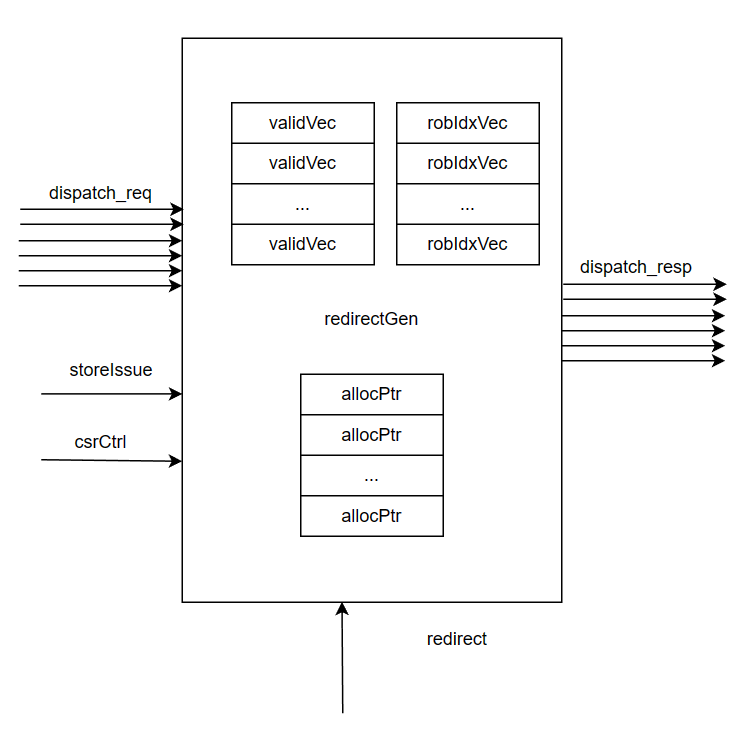 validVec
robIdxVec
validVec
robIdxVec
...
...
validVec
robIdxVec
dispatch_req
dispatch_resp
redirectGen
storeIssue
allocPtr
csrCtrl
allocPtr
...
allocPtr
redirect